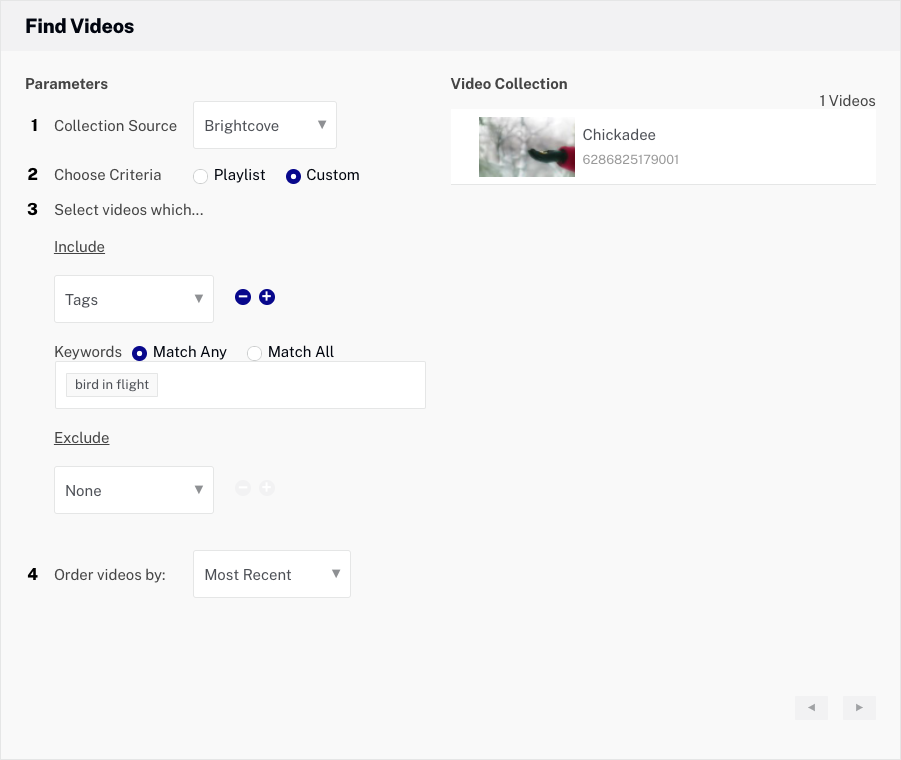 Find Videos
Parameters
1 Collection Source Brightcove ▼
2 Choose Criteria Playlist Custom
3 Select videos which...
Include
Tags ▼
Keywords Match Any Match All
bird in flight
Exclude
None ▼
4 Order videos by: Most Recent ▼
Video Collection
1 Videos
Chickadee
6286825179001